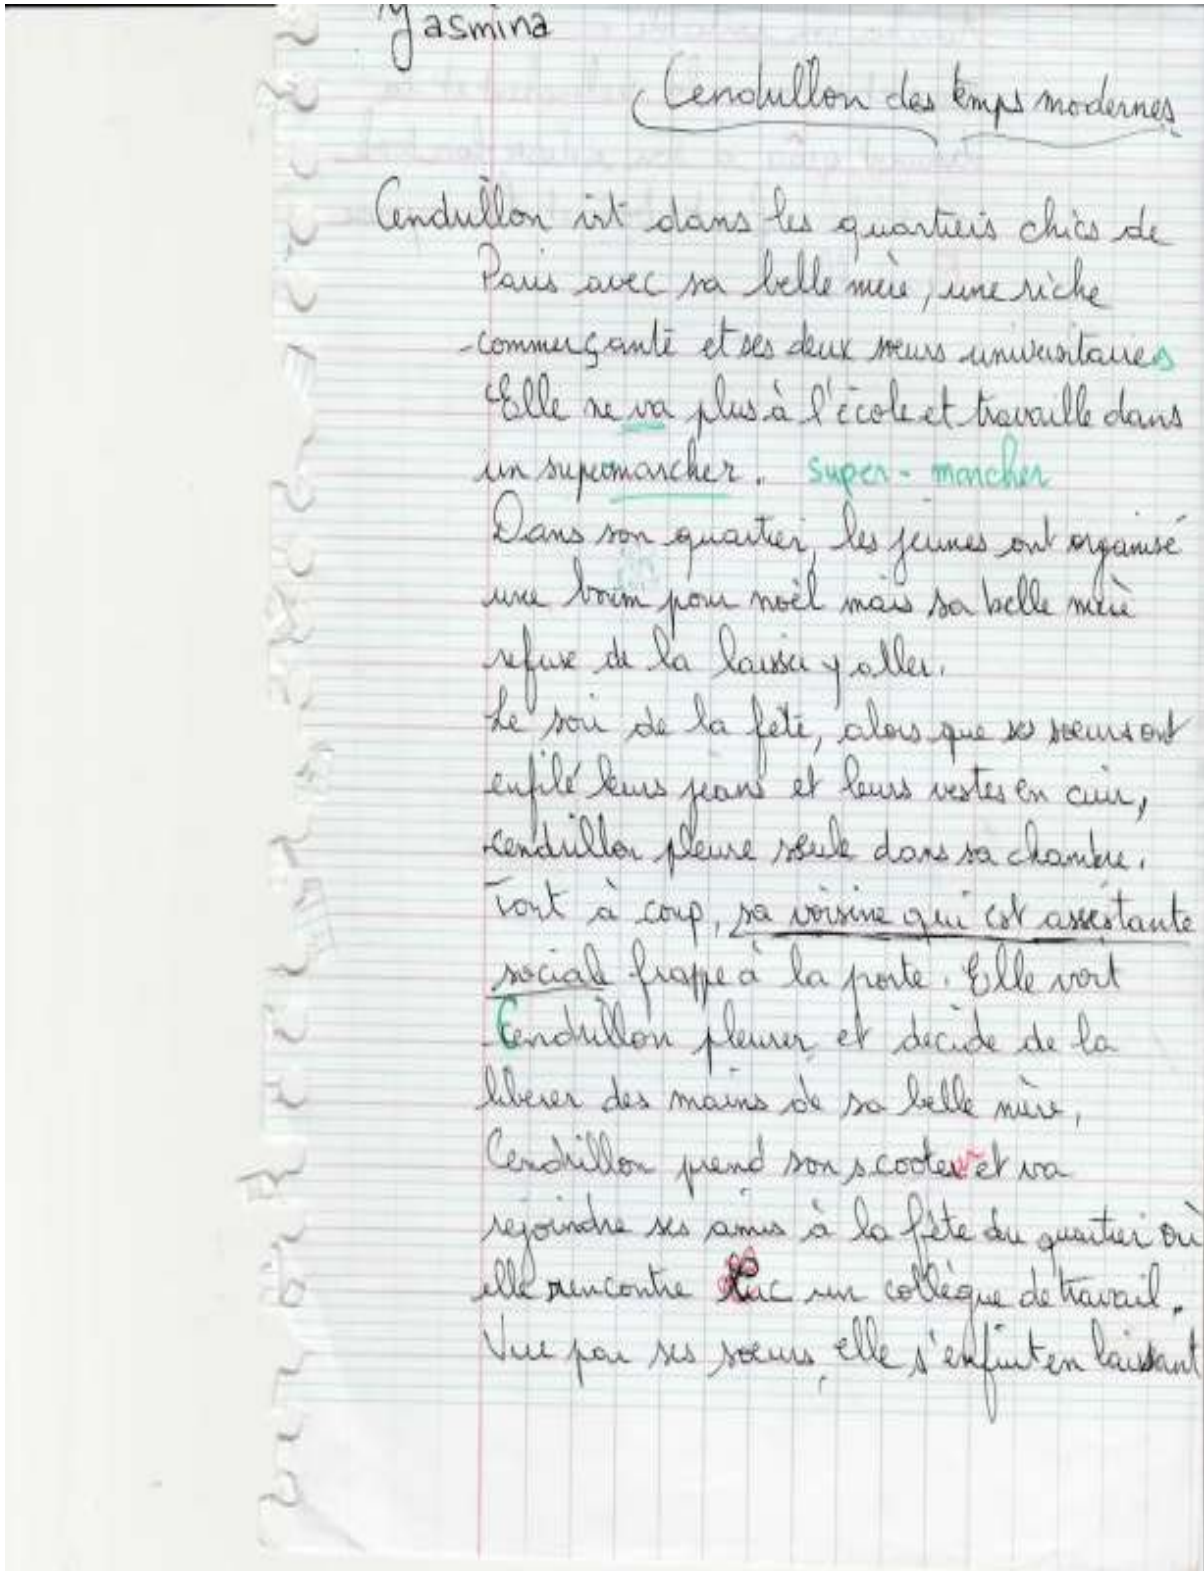 Yasmina
Cendrillon des temps modernes
Cendrillon vit dans les quartiers chics de
Paris avec sa belle mère, une riche
commerçante et ses deux sœurs universitaires
Elle ne va plus à l'école et travaille dans
un supermarcher. super-marcher
Dans son quartier, les jeunes ont organisé
une boum pour noël mais sa belle mère
refuse de la laisser y aller.
Le soir de la fête, alors que ses sœurs ont
enfilé leurs jeans et leurs vestes en cuir,
cendrillon pleure seule dans sa chambre.
Tout à coup, sa voisine qui est assestante
sociale frappe à la porte. Elle voit
Cendrillon pleurer et décide de la
liberer des mains de sa belle mère,
Cendrillon prend son scooter et va
rejoindre ses amis à la fête du quartier où
elle rencontre Luc un collègue de travail.
Vue par ses sœurs, elle s'enfuit en laissant